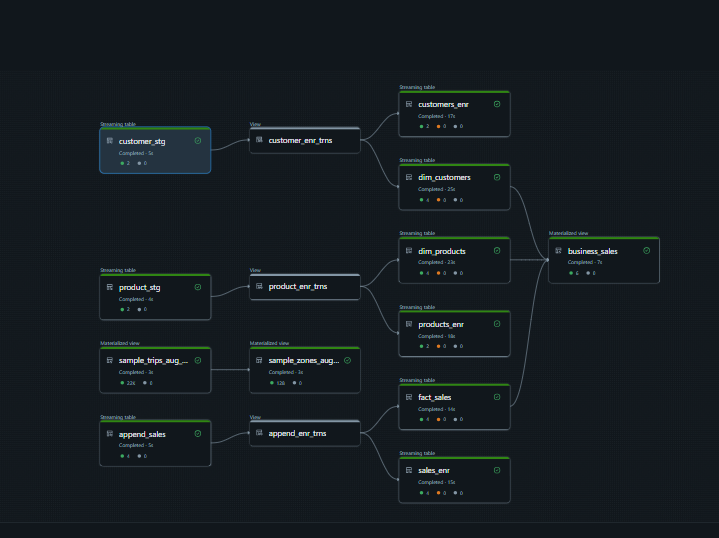 Streaming table
customers_enr
Completed · 17s
2 0 0
Streaming table
customer_stg
Completed · 5s
2 0
View
customer_enr_trns
Streaming table
dim_customers
Completed · 25s
4 0 0
Streaming table
dim_products
Completed · 23s
4 0 0
Materialized view
business_sales
Completed · 7s
6 0
Streaming table
product_stg
Completed · 4s
2 0
View
product_enr_trns
Streaming table
products_enr
Completed · 18s
2 0 0
Materialized view
sample_trips_aug_...
Completed · 3s
0
Materialized view
sample_zones_aug...
Completed · 3s
128 0
Streaming table
fact_sales
Completed · 14s
4 0 0
Streaming table
append_sales
Completed · 5s
4 0
View
append_enr_trns
Streaming table
sales_enr
Completed · 15s
4 0 0